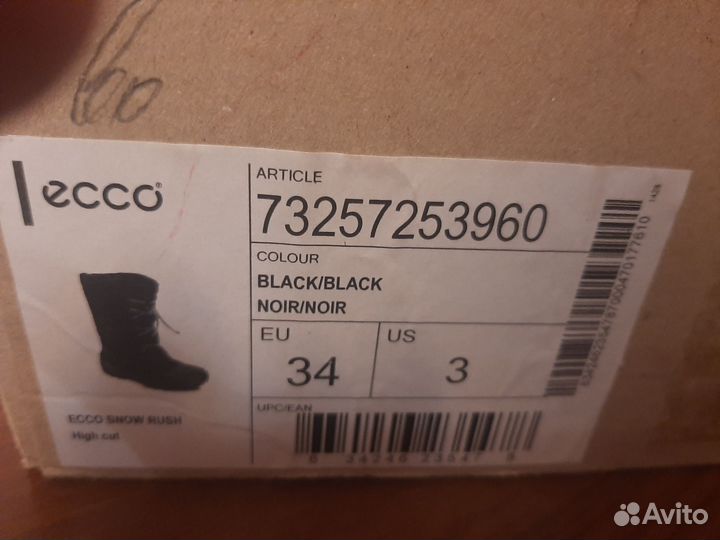 600
ecco
ARTICLE
73257253960
COLOUR
BLACK/BLACK
NOIR/NOIR
EU
34
US
3
ECCO SNOW RUSH
High cut
UPC/EAN
Avito